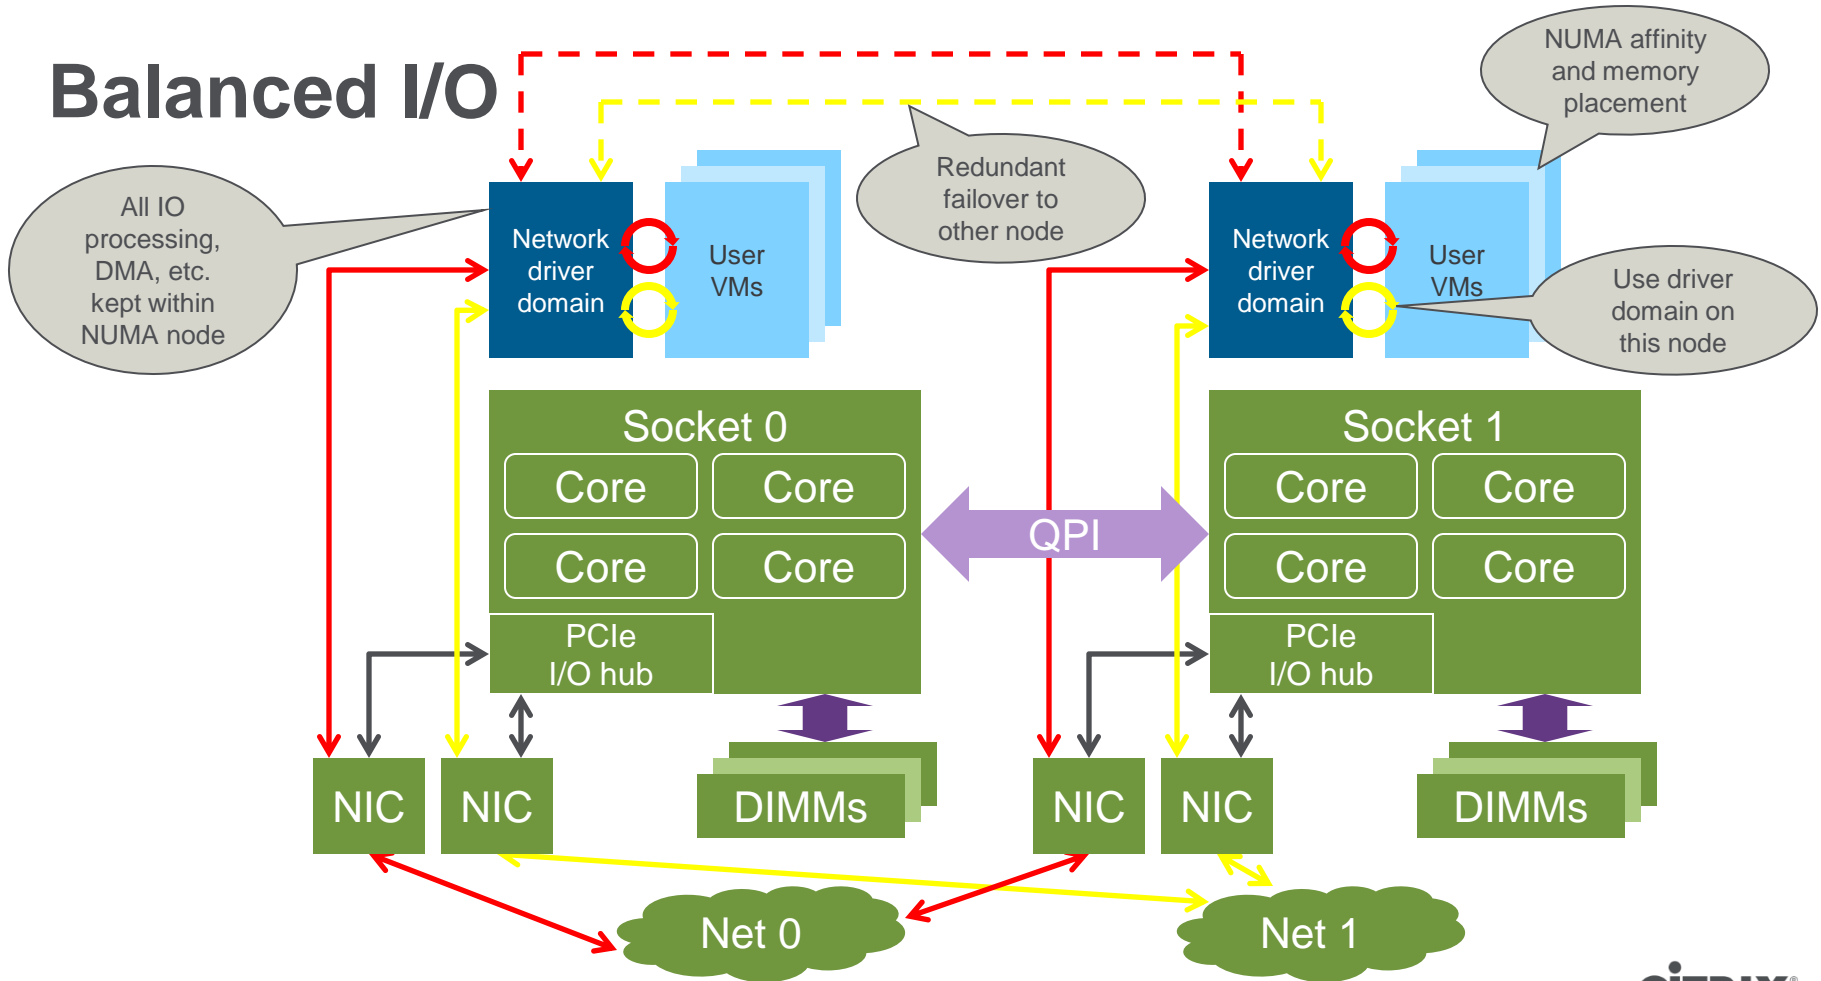 Balanced I/O
NUMA affinity
and memory
placement
All IO
processing,
DMA, etc.
kept within
NUMA node
Redundant
failover to
other node
Network
driver
domain
User
VMs
Network
driver
domain
User
VMs
Use driver
domain on
this node
Socket 0
Core
Core
Core
Core
PCIe
I/O hub
QPI
Socket 1
Core
Core
Core
Core
PCIe
I/O hub
NIC
NIC
DIMMs
NIC
NIC
DIMMs
Net 0
Net 1
CİTRIX®